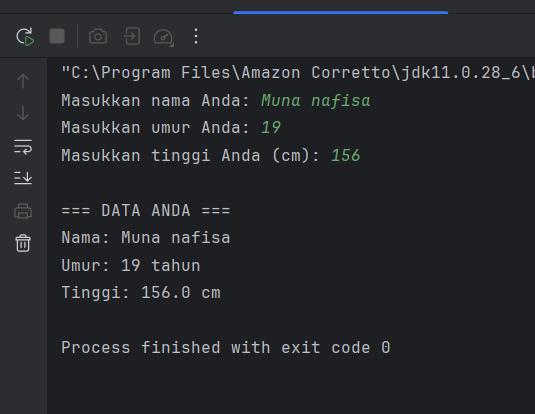 "C:\Program Files\Amazon Corretto\jdk11.0.28_6\b
Masukkan nama Anda: Muna nafisa
Masukkan umur Anda: 19
Masukkan tinggi Anda (cm): 156
=== DATA ANDA ===
Nama: Muna nafisa
Umur: 19 tahun
Tinggi: 156.0 cm
Process finished with exit code 0